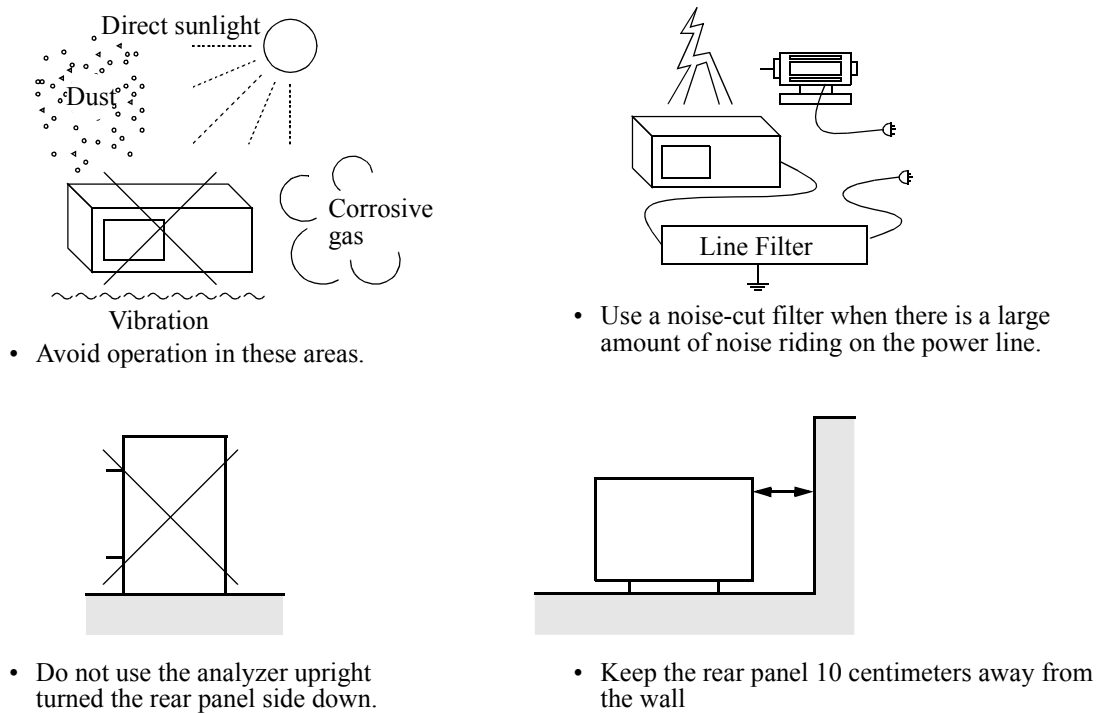 Direct sunlight
Dust
Corrosive
gas
Vibration
• Avoid operation in these areas.
Line Filter
• Use a noise-cut filter when there is a large
amount of noise riding on the power line.
• Do not use the analyzer upright
turned the rear panel side down.
• Keep the rear panel 10 centimeters away from
the wall